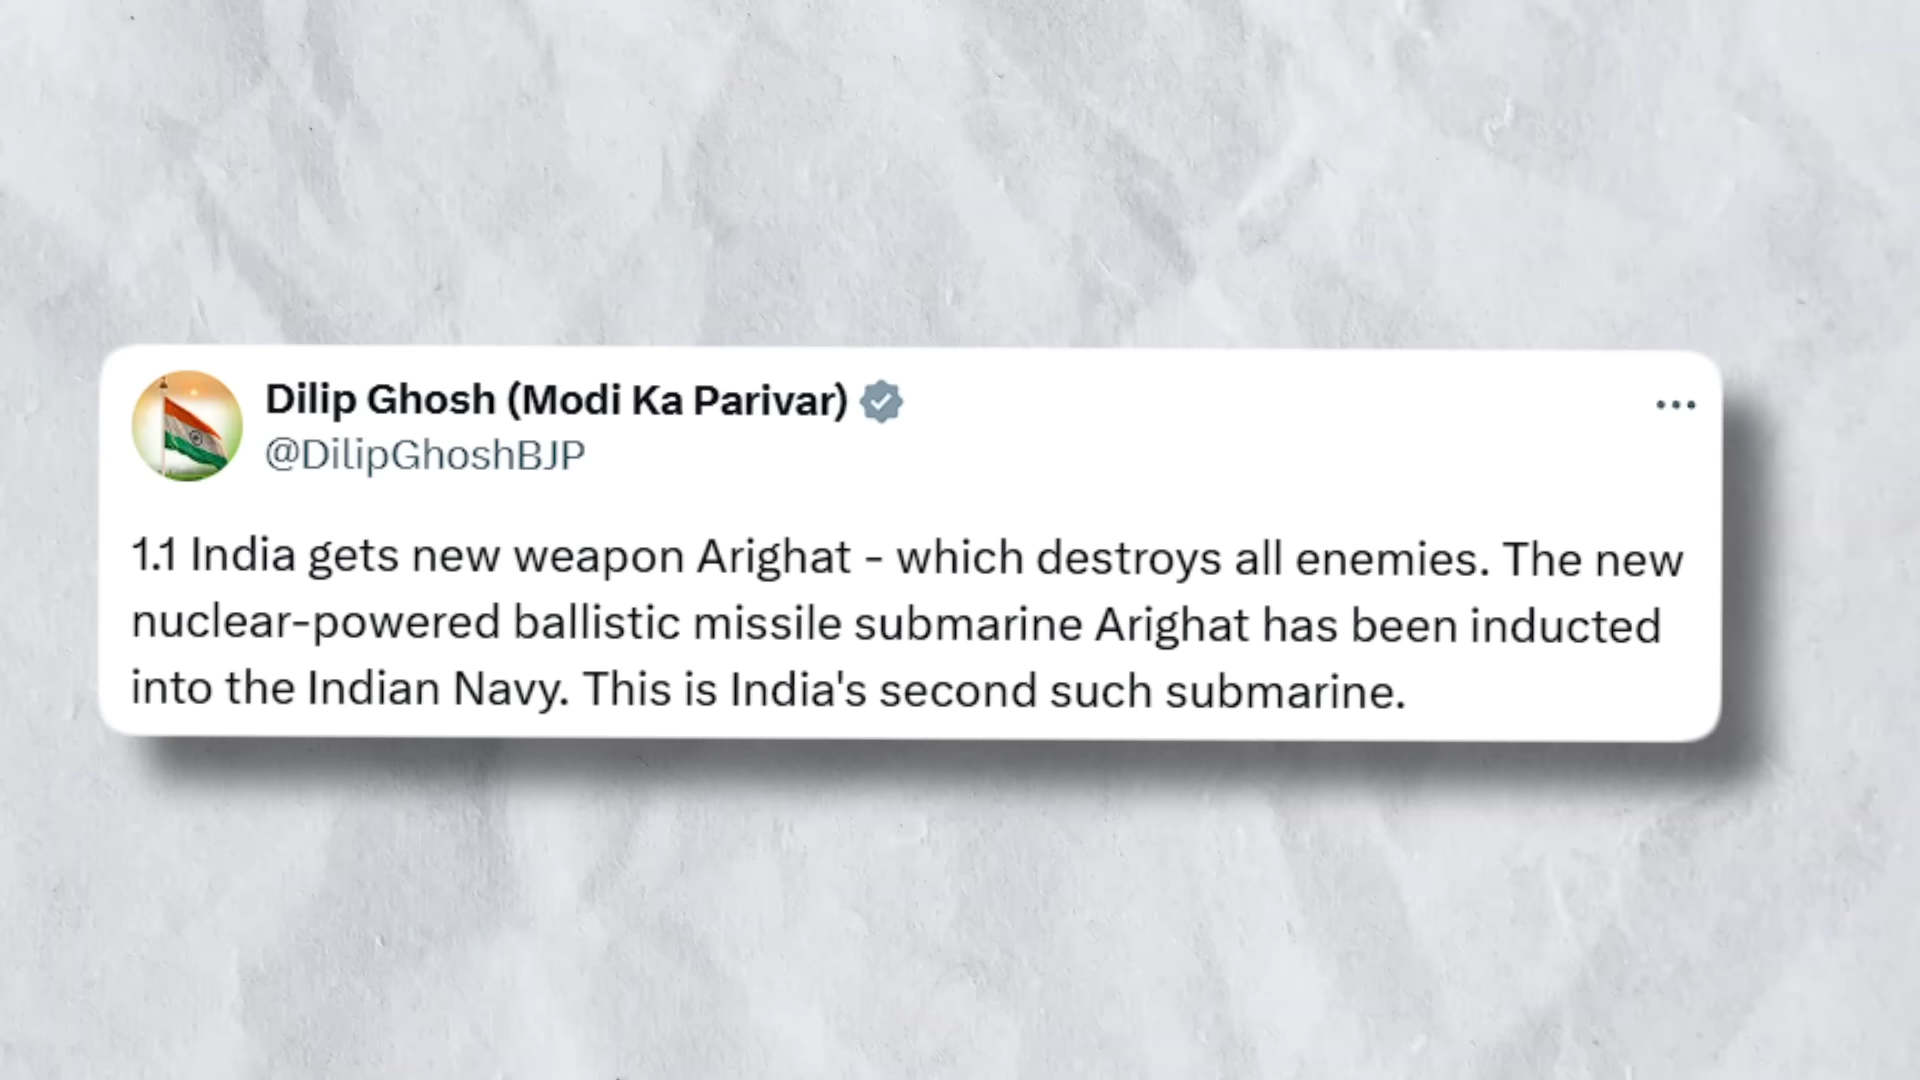 Dilip Ghosh (Modi Ka Parivar)
@DilipGhoshBJP
1.1 India gets new weapon Arighat - which destroys all enemies. The new
nuclear-powered ballistic missile submarine Arighat has been inducted
into the Indian Navy. This is India's second such submarine.